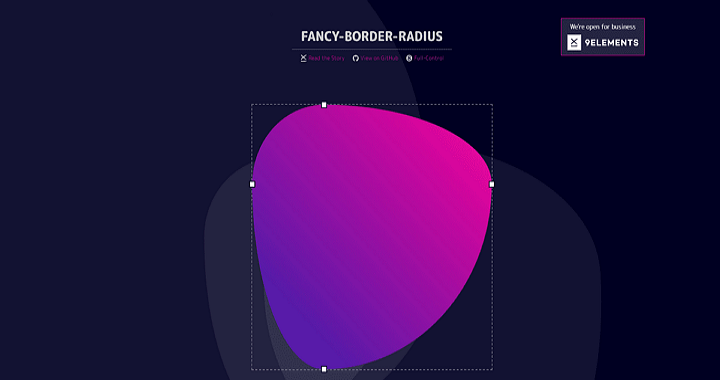 FANCY-BORDER-RADIUS
Read the Story View on GitHub Full-Control
We're open for business
9ELEMENTS